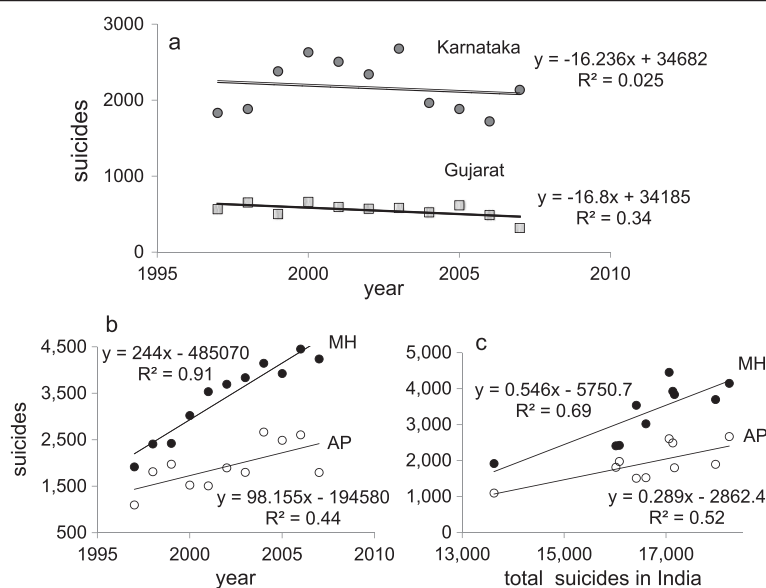 3000
a
Karnataka
y = -16.236x + 34682
R² = 0.025
2000
suicides
Gujarat
1000
y = -16.8x + 34185
R² = 0.34
0
1995 2000 2005 2010
year
b
4,500
MH
y = 244x - 485070
R² = 0.91
3,500
suicides
2,500
AP
1,500
y = 98.155x - 194580
R² = 0.44
500
1995 2000 2005 2010
year
c
5,000
MH
4,000
y = 0.546x - 5750.7
R² = 0.69
3,000
AP
2,000
1,000
y = 0.289x - 2862.4
R² = 0.52
0
13,000 15,000 17,000
total suicides in India